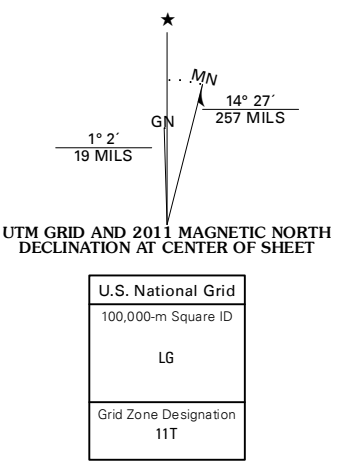 ★
MN
GN
14° 27´
257 MILS
1° 2´
19 MILS
UTM GRID AND 2011 MAGNETIC NORTH
DECLINATION AT CENTER OF SHEET
U.S. National Grid
100,000-m Square ID
LG
Grid Zone Designation
11T